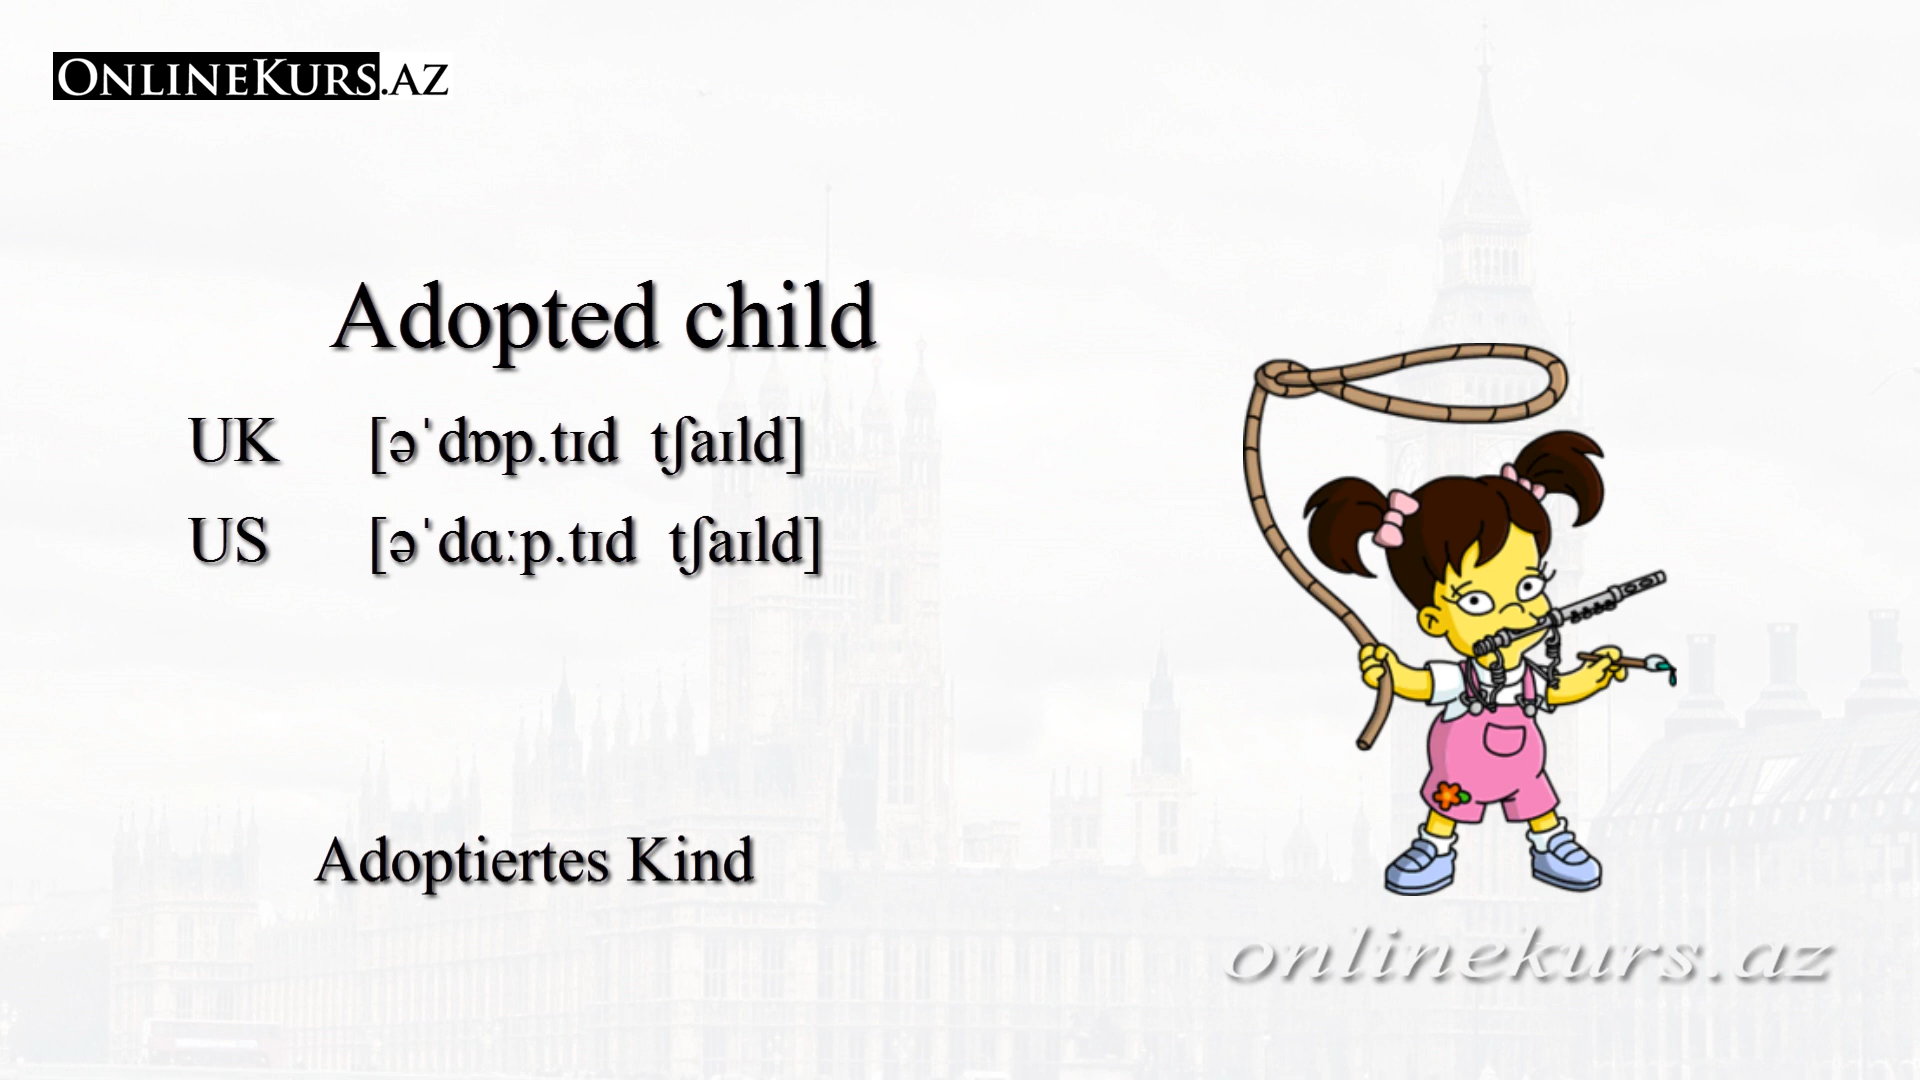 ONLINEKURS.AZ
Adopted child
UK [əˈdɒp.tɪd tʃaɪld]
US [əˈdɑːp.tɪd tʃaɪld]
Adoptiertes Kind
onlinekurs.az